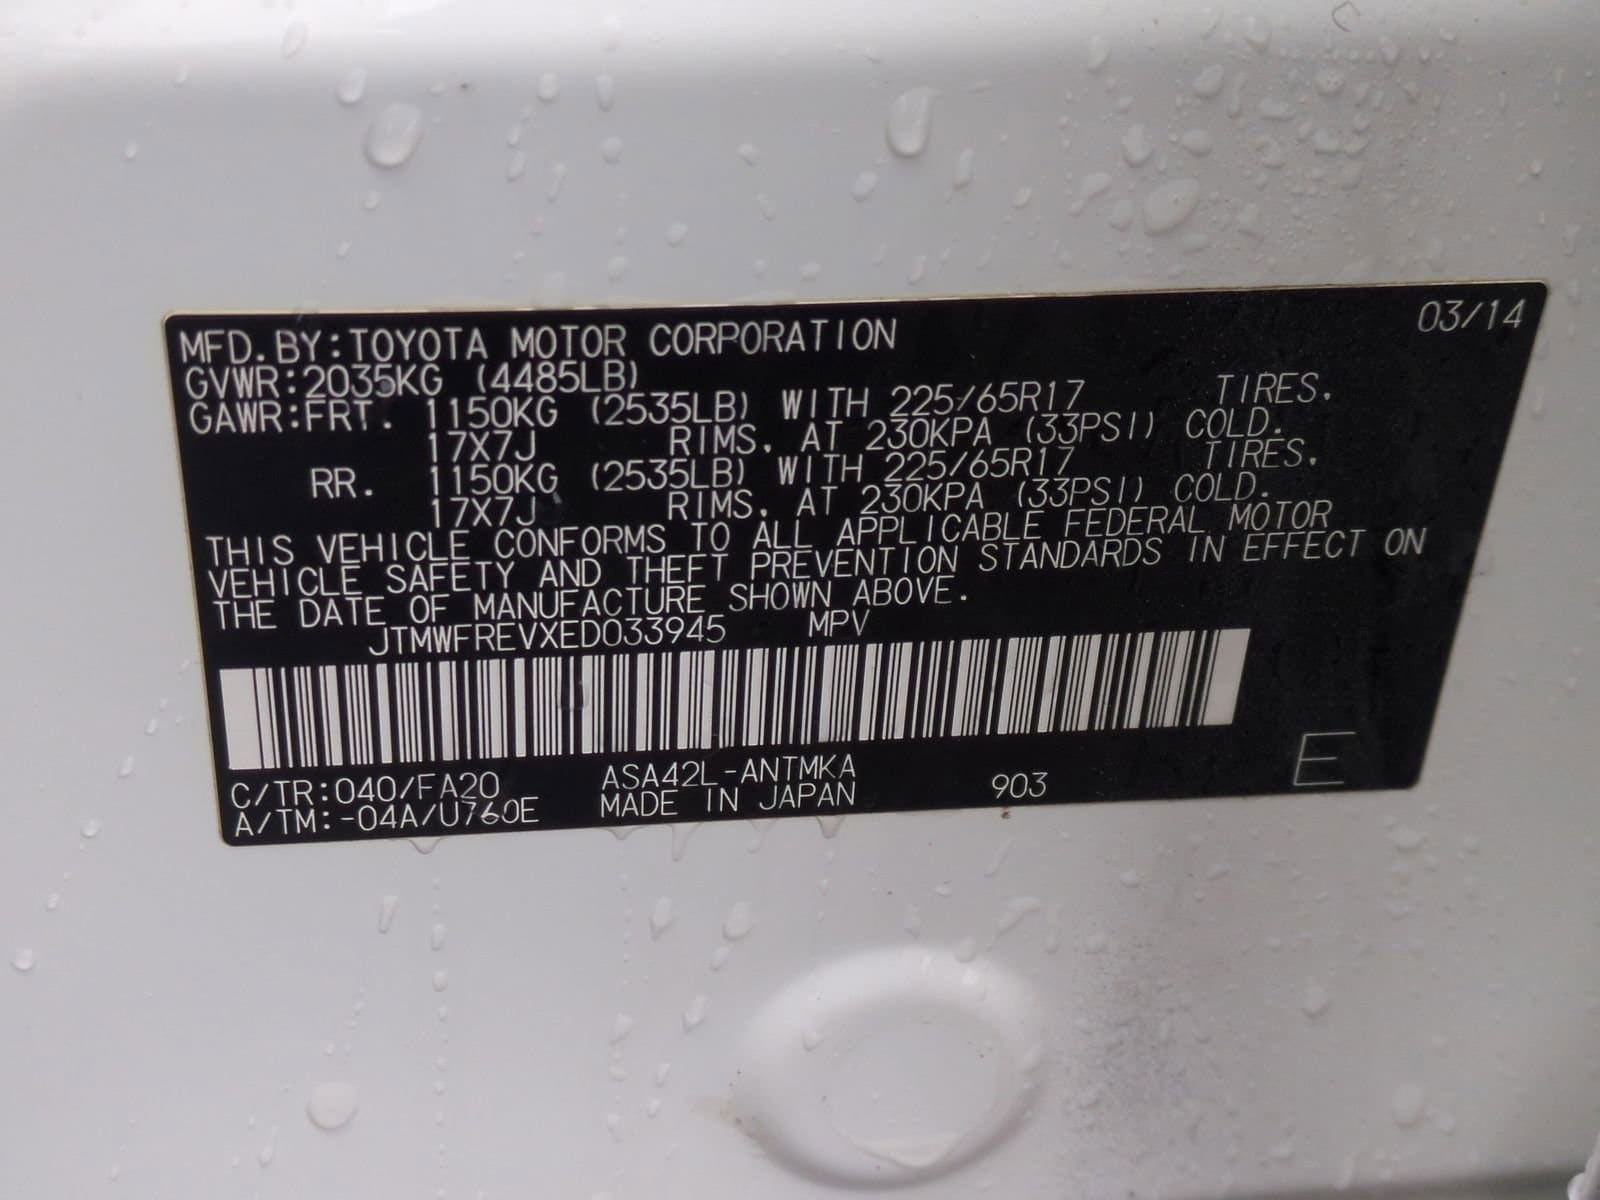 03/14
MFD.BY:TOYOTA MOTOR CORPORATION
GVWR:2035KG (4485LB)
GAWR:FRT. 1150KG (2535LB) WITH 225/65R17 TIRES,
17X7J RIMS, AT 230KPA (33PSI) COLD.
RR. 1150KG (2535LB) WITH 225/65R17 TIRES,
17X7J RIMS, AT 230KPA (33PSI) COLD.
THIS VEHICLE CONFORMS TO ALL APPLICABLE FEDERAL MOTOR
VEHICLE SAFETY AND THEFT PREVENTION STANDARDS IN EFFECT ON
THE DATE OF MANUFACTURE SHOWN ABOVE.
JTMWFREVXED033945 MPV
C/TR:040/FA20 ASA42L-ANTMKA
A/TM:-04A/U760E MADE IN JAPAN 903 E